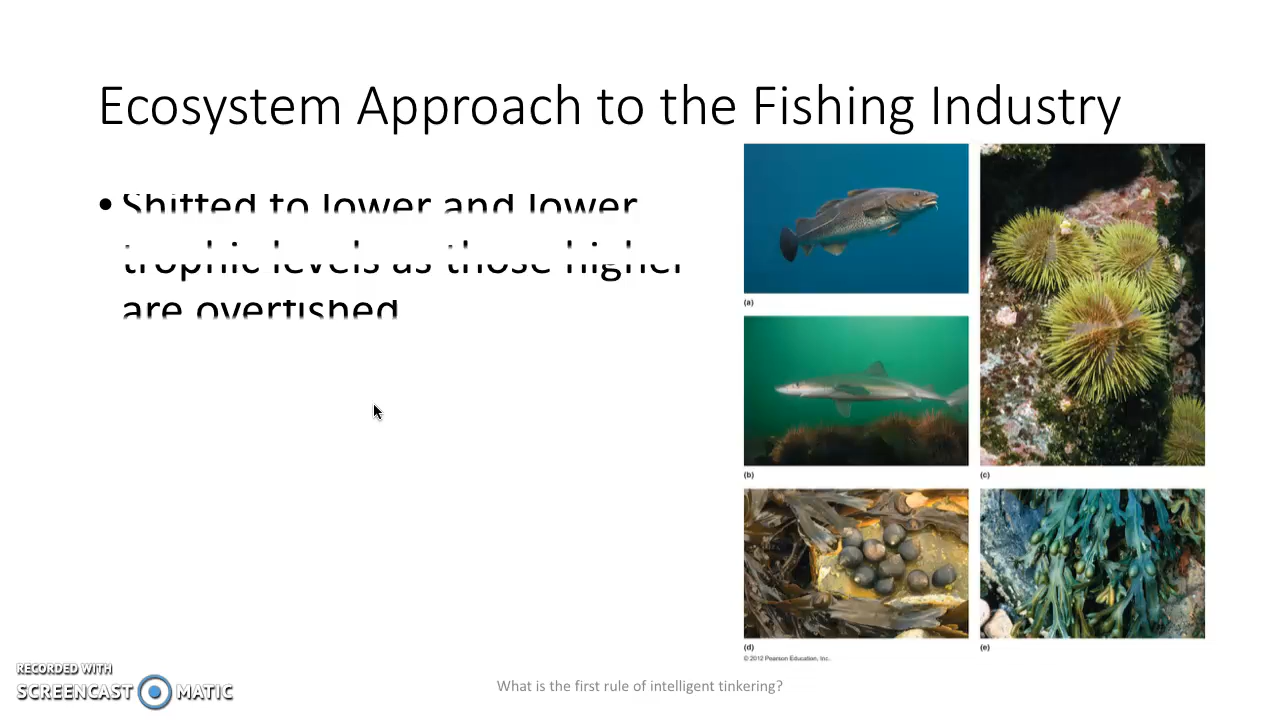 Ecosystem Approach to the Fishing Industry
• Shifted to lower and lower
trophic levels as those higher
are overfished
(a)
(b)
(c)
(d)
(e)
© 2012 Pearson Education, Inc.
RECORDED WITH
SCREENCAST MATIC
What is the first rule of intelligent tinkering?